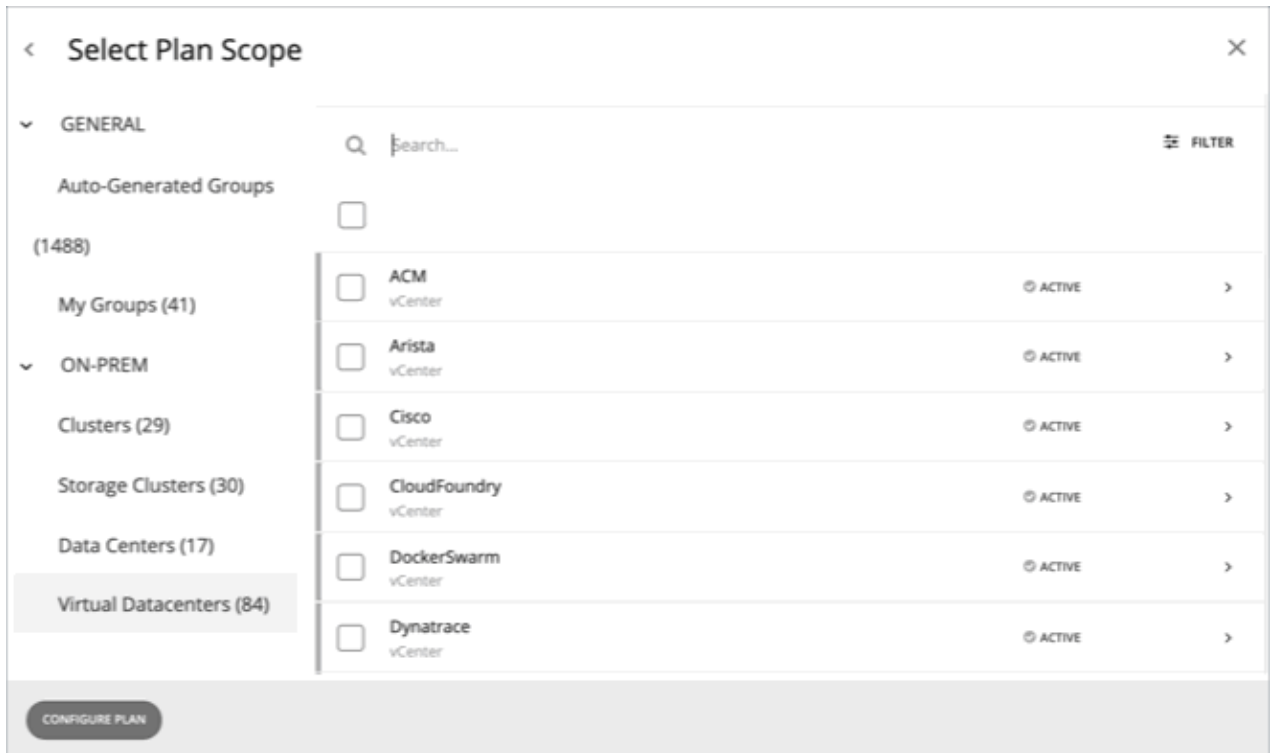 Select Plan Scope
GENERAL
Auto-Generated Groups
(1488)
My Groups (41)
ON-PREM
Clusters (29)
Storage Clusters (30)
Data Centers (17)
Virtual Datacenters (84)
Search...
FILTER
ACM
vCenter
ACTIVE
Arista
vCenter
ACTIVE
Cisco
vCenter
ACTIVE
CloudFoundry
vCenter
ACTIVE
DockerSwarm
vCenter
ACTIVE
Dynatrace
vCenter
ACTIVE
CONFIGURE PLAN